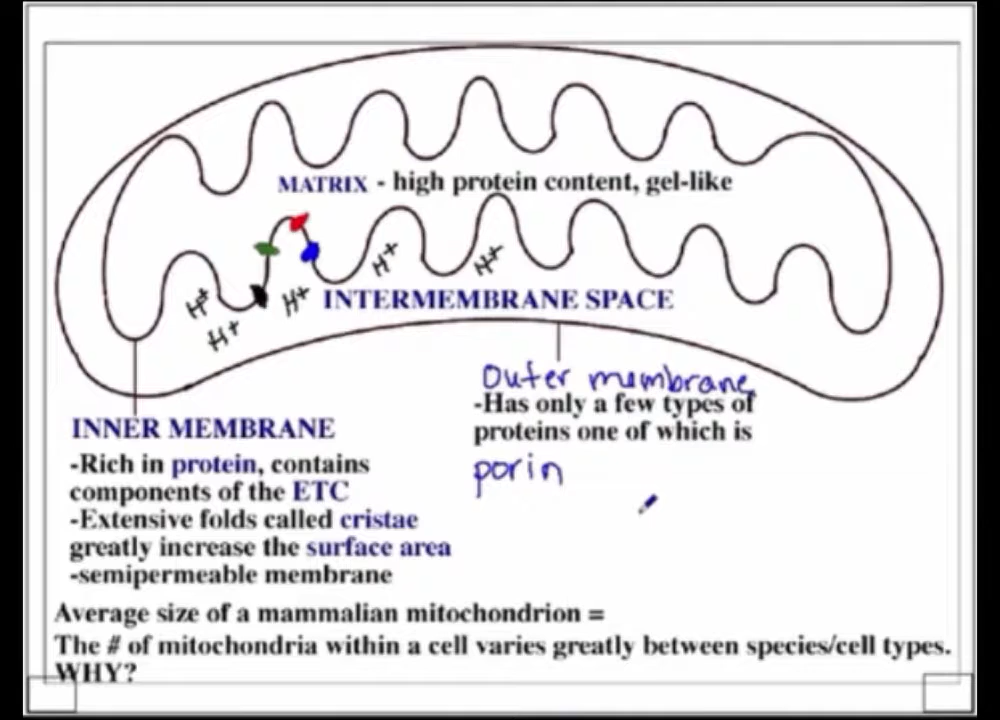 MATRIX - high protein content, gel-like
H+
H+
H+
H+
H+
INTERMEMBRANE SPACE
Outer membrane
-Has only a few types of
proteins one of which is
porin
INNER MEMBRANE
-Rich in protein, contains
components of the ETC
-Extensive folds called cristae
greatly increase the surface area
-semipermeable membrane
Average size of a mammalian mitochondrion =
The # of mitochondria within a cell varies greatly between species/cell types.
WHY?